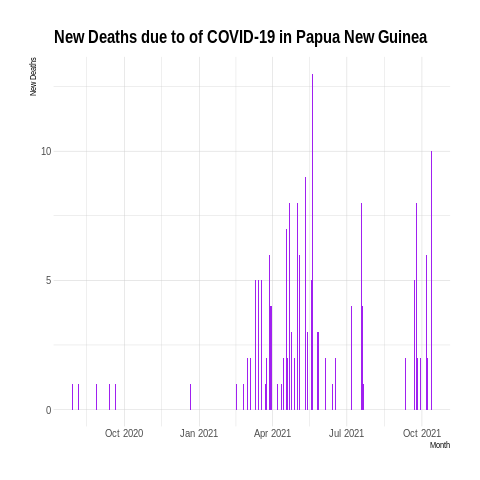 New Deaths due to of COVID-19 in Papua New Guinea
New Deaths
10
5
0
Oct 2020 Jan 2021 Apr 2021 Jul 2021 Oct 2021
Month